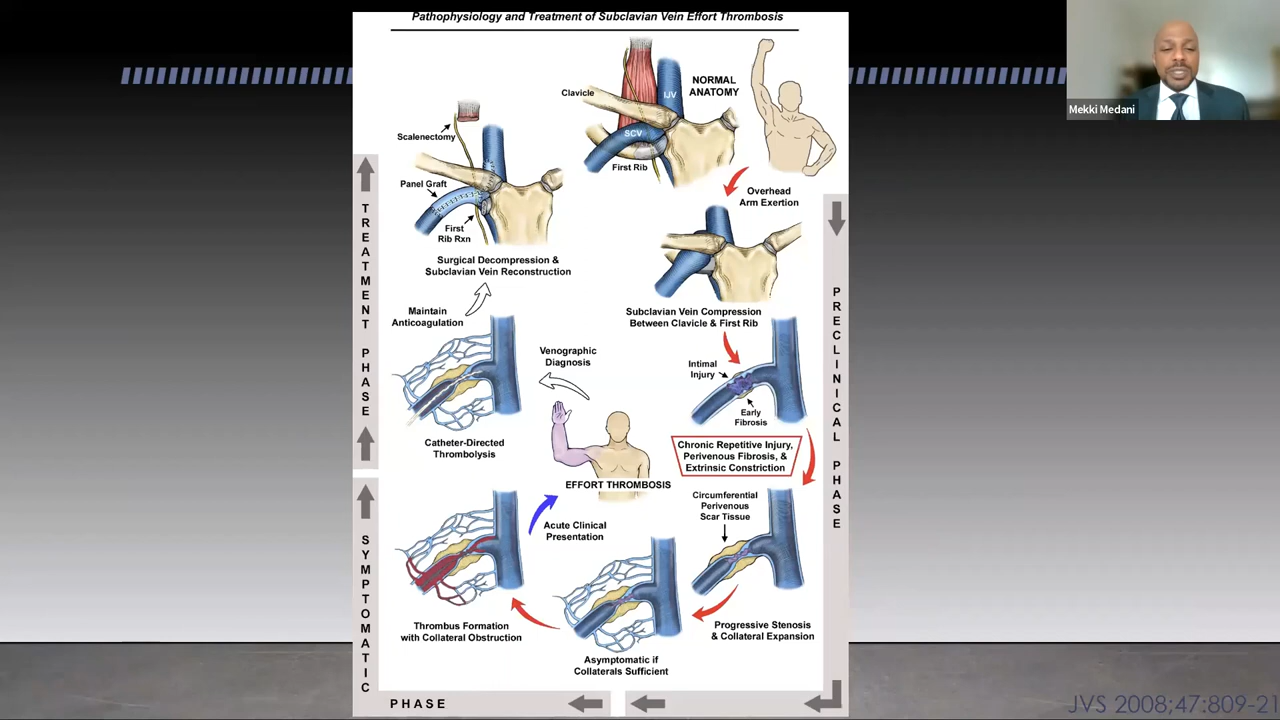 Pathophysiology and Treatment of Subclavian Vein Effort Thrombosis
Mekki Medani
NORMAL
ANATOMY
Clavicle
IJV
SCV
First Rib
Overhead
Arm Exertion
Subclavian Vein Compression
Between Clavicle & First Rib
Intimal
Injury
Early
Fibrosis
Chronic Repetitive Injury,
Perivenous Fibrosis, &
Extrinsic Constriction
Circumferential
Perivenous
Scar Tissue
Progressive Stenosis
& Collateral Expansion
Asymptomatic if
Collaterals Sufficient
Thrombus Formation
with Collateral Obstruction
Acute Clinical
Presentation
EFFORT THROMBOSIS
Venographic
Diagnosis
Catheter-Directed
Thrombolysis
Maintain
Anticoagulation
Surgical Decompression &
Subclavian Vein Reconstruction
Scalenectomy
Panel Graft
First
Rib Rxn
PRECLINICAL PHASE
SYMPTOMATIC
PHASE
TREATMENT PHASE
JVS 2008;47:809-21